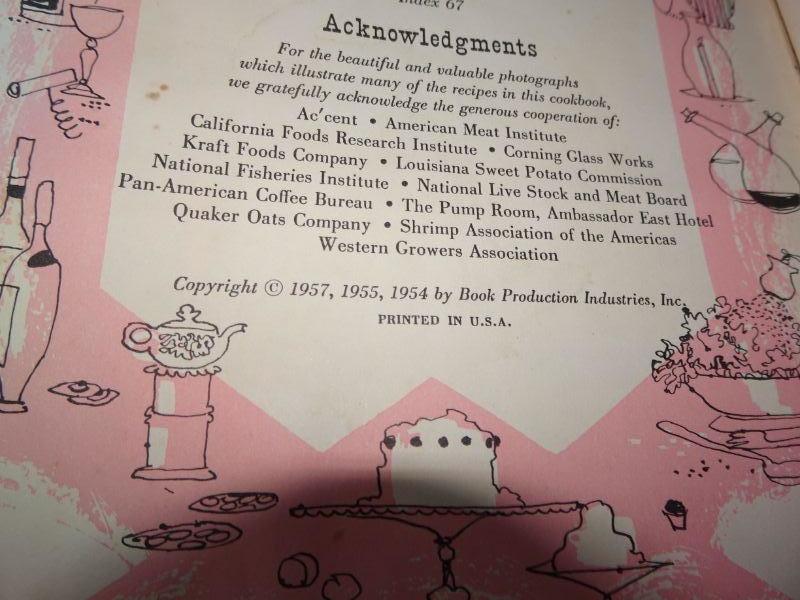 Index 67
Acknowledgments
For the beautiful and valuable photographs
which illustrate many of the recipes in this cookbook,
we gratefully acknowledge the generous cooperation of:
Ac'cent • American Meat Institute
California Foods Research Institute • Corning Glass Works
Kraft Foods Company • Louisiana Sweet Potato Commission
National Fisheries Institute • National Live Stock and Meat Board
Pan-American Coffee Bureau • The Pump Room, Ambassador East Hotel
Quaker Oats Company • Shrimp Association of the Americas
Western Growers Association
Copyright © 1957, 1955, 1954 by Book Production Industries, Inc.
PRINTED IN U.S.A.